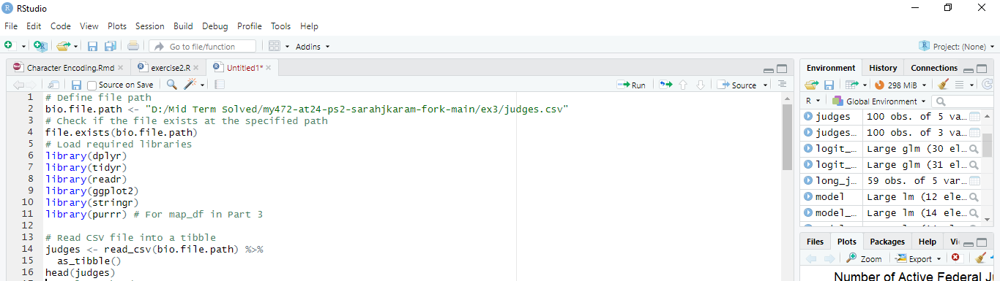 RStudio
File Edit Code View Plots Session Build Debug Profile Tools Help
Go to file/function Addins Project: (None)
Character Encoding.Rmd exercise2.R Untitled1*
Source on Save Run Source
1 # Define file path
2 bio.file.path <- "D:/Mid Term Solved/my472-at24-ps2-sarahjkaram-fork-main/ex3/judges.csv"
3 # Check if the file exists at the specified path
4 file.exists(bio.file.path)
5 # Load required libraries
6 library(dplyr)
7 library(tidyr)
8 library(readr)
9 library(ggplot2)
10 library(stringr)
11 library(purrr) # For map_df in Part 3
12
13 # Read CSV file into a tibble
14 judges <- read_csv(bio.file.path) %>%
15 as_tibble()
16 head(judges)
Environment History Connections
298 MiB
R Global Environment
judges 100 obs. of 5 va…
judges… 100 obs. of 3 va…
logit_… Large glm (30 el…
logit_… Large glm (31 el…
long_j… 59 obs. of 5 var…
model Large lm (12 ele…
model_… Large lm (14 ele…
Files Plots Packages Help Vi
Zoom Export
Number of Active Federal